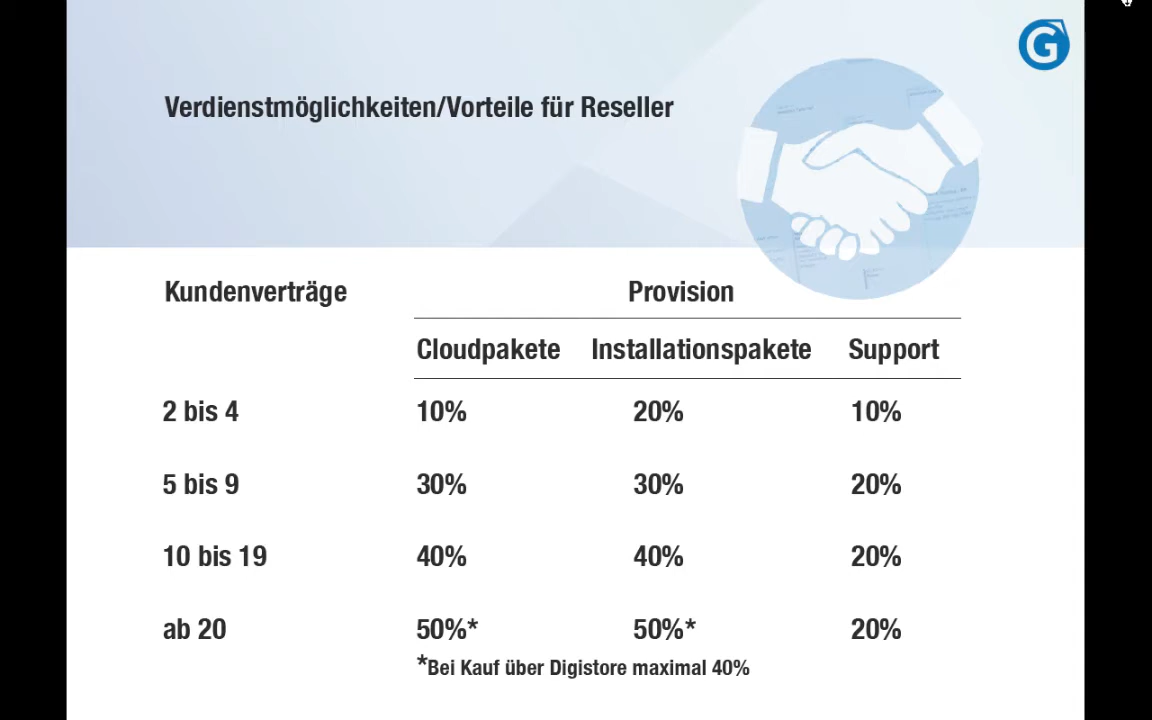 G
Verdienstmöglichkeiten/Vorteile für Reseller
Kundenverträge Provision
Cloudpakete Installationspakete Support
2 bis 4 10% 20% 10%
5 bis 9 30% 30% 20%
10 bis 19 40% 40% 20%
ab 20 50%* 50%* 20%
*Bei Kauf über Digistore maximal 40%